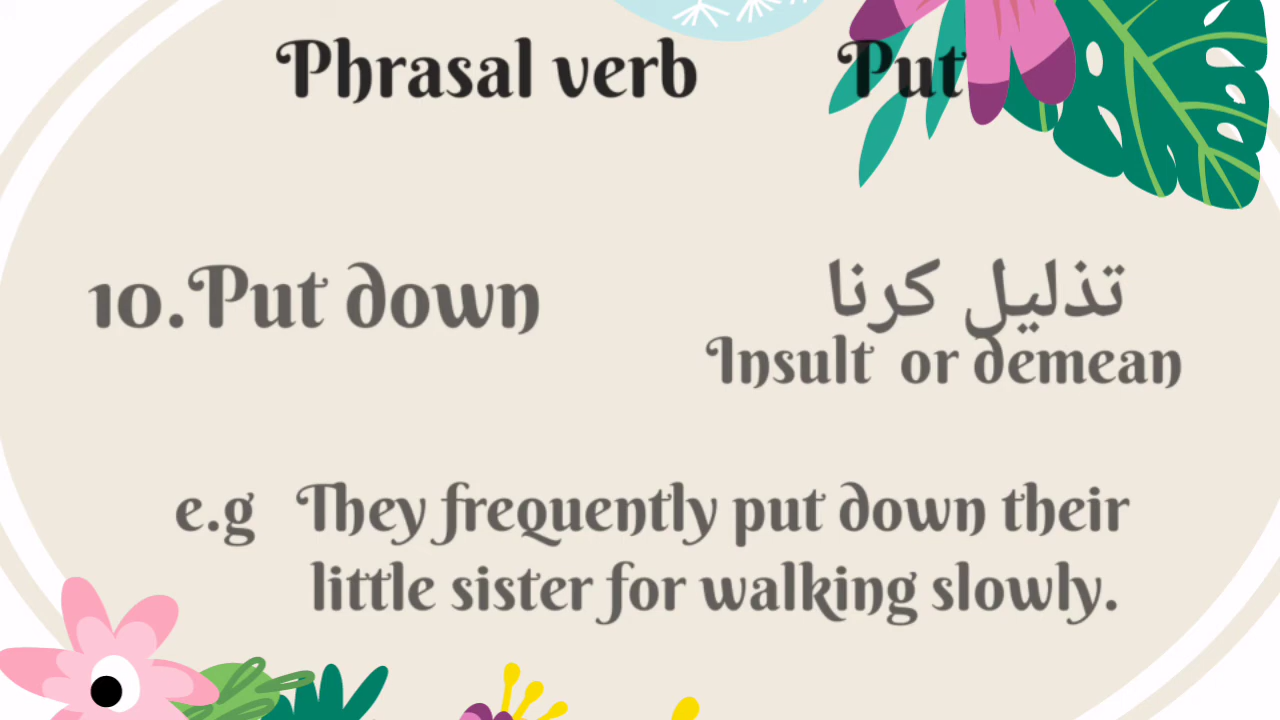 Phrasal verb Put
10.Put down
تذلیل کرنا
Insult or demean
e.g They frequently put down their
little sister for walking slowly.